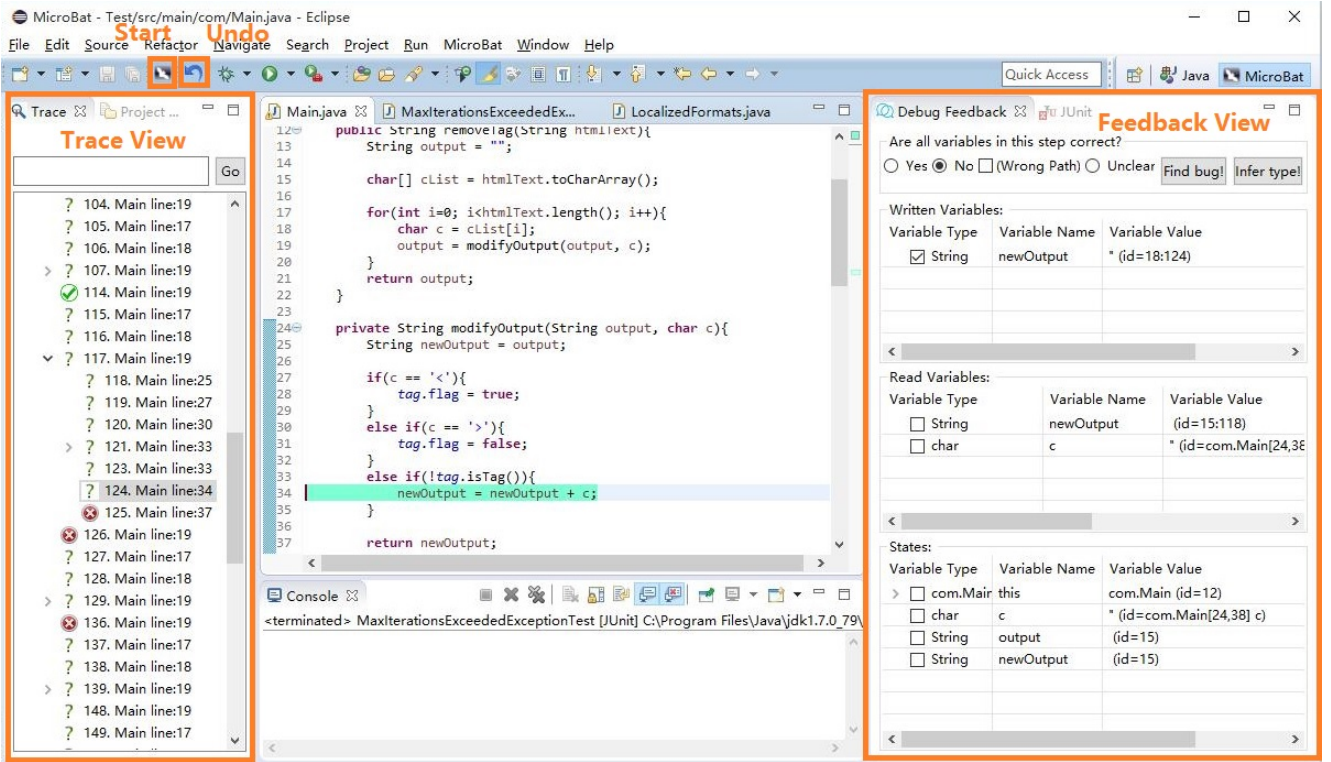 MicroBat - Test/src/main/com/Main.java - Eclipse
Start Undo
File Edit Source Refactor Navigate Search Project Run MicroBat Window Help
Quick Access Java MicroBat
Trace Project ...
Trace View
Go
104. Main line:19
105. Main line:17
106. Main line:18
107. Main line:19
114. Main line:19
115. Main line:17
116. Main line:18
117. Main line:19
118. Main line:25
119. Main line:27
120. Main line:30
121. Main line:33
123. Main line:33
124. Main line:34
125. Main line:37
126. Main line:19
127. Main line:17
128. Main line:18
129. Main line:19
136. Main line:19
137. Main line:17
138. Main line:18
139. Main line:19
148. Main line:19
149. Main line:17
Main.java MaxIterationsExceededEx... LocalizedFormats.java
12 public String removeTag(String htmlText){
13 String output = "";
14
15 char[] cList = htmlText.toCharArray();
16
17 for(int i=0; i<htmlText.length(); i++){
18 char c = cList[i];
19 output = modifyOutput(output, c);
20 }
21 return output;
22 }
23
24 private String modifyOutput(String output, char c){
25 String newOutput = output;
26
27 if(c == '<'){
28 tag.flag = true;
29 }
30 else if(c == '>'){
31 tag.flag = false;
32 }
33 else if(!tag.isTag()){
34 newOutput = newOutput + c;
35 }
36
37 return newOutput;
Console
<terminated> MaxIterationsExceededExceptionTest [JUnit] C:\Program Files\Java\jdk1.7.0_79\
Debug Feedback JUnit
Feedback View
Are all variables in this step correct?
Yes No (Wrong Path) Unclear Find bug! Infer type!
Written Variables:
Variable Type Variable Name Variable Value
String newOutput " (id=18:124)
Read Variables:
Variable Type Variable Name Variable Value
String newOutput (id=15:118)
char c " (id=com.Main[24,38
States:
Variable Type Variable Name Variable Value
com.Main this com.Main (id=12)
char c " (id=com.Main[24,38] c)
String output (id=15)
String newOutput (id=15)